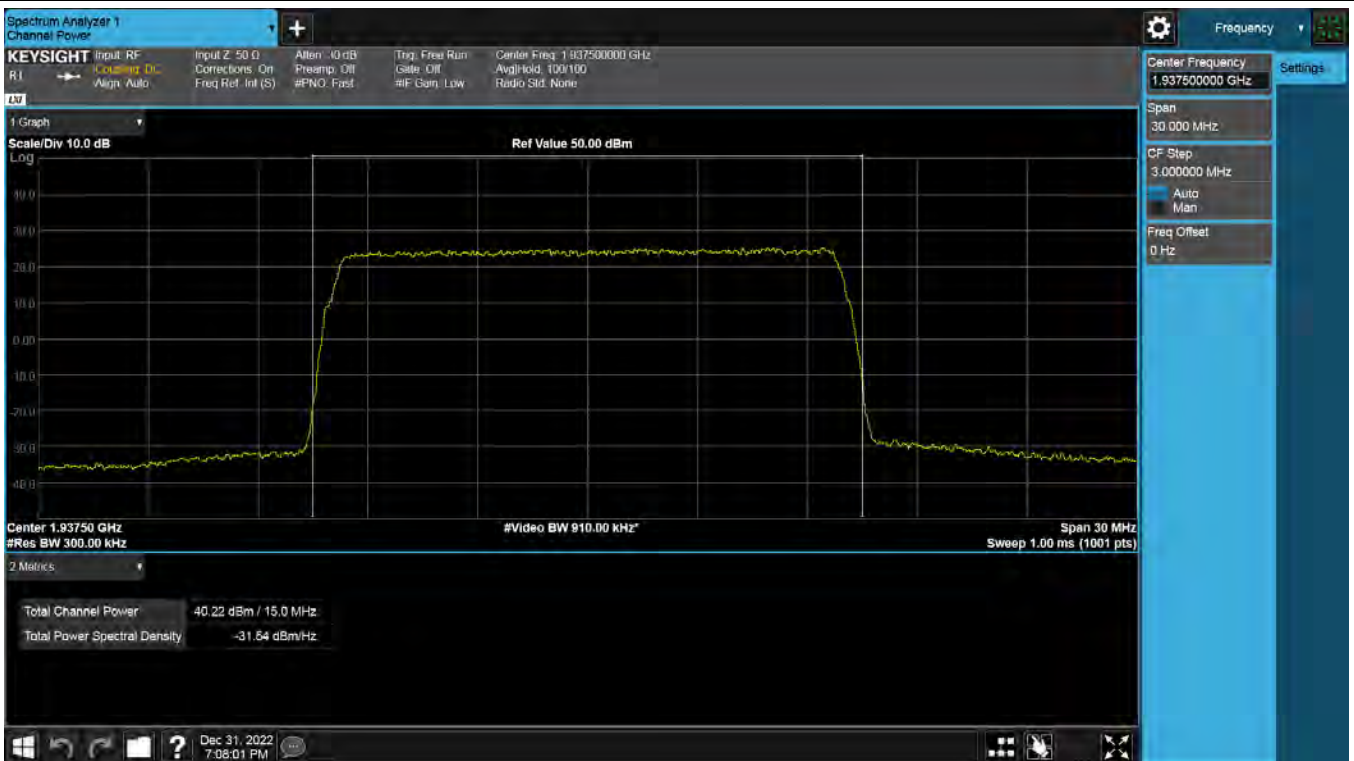 Spectrum Analyzer 1
Channel Power
KEYSIGHT Input: RF
Coupling: DC
Align: Auto
Input Z: 50 Ω
Corrections: On
Freq Ref: Int (S)
Atten: dB
Preamp: Off
#PNO: Fast
Trig: Free Run
Gate: Off
#IF Gain: Low
Center Freq: 1.937500000 GHz
Avg|Hold: 100/100
Radio Std: None
LXI
Frequency
Settings
Center Frequency
1.937500000 GHz
Span
30.000 MHz
CF Step
3.000000 MHz
Auto
Man
Freq Offset
0 Hz
1 Graph
Scale/Div 10.0 dB
Ref Value 50.00 dBm
Log
40.0
30.0
20.0
10.0
0.00
-10.0
-20.0
-30.0
-40.0
Center 1.93750 GHz
#Video BW 910.00 kHz*
Span 30 MHz
#Res BW 300.00 kHz
Sweep 1.00 ms (1001 pts)
2 Metrics
Total Channel Power 40.22 dBm / 15.0 MHz
Total Power Spectral Density -31.54 dBm/Hz
Dec 31, 2022
7:08:01 PM